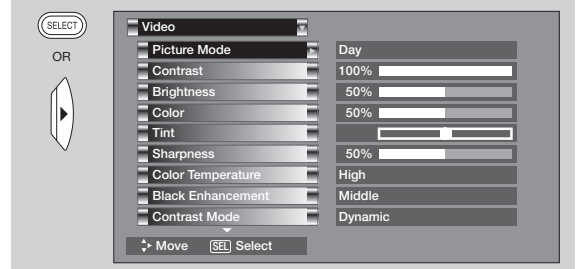 SELECT
OR
Video
Picture Mode Day
Contrast 100%
Brightness 50%
Color 50%
Tint
Sharpness 50%
Color Temperature High
Black Enhancement Middle
Contrast Mode Dynamic
Move SEL Select